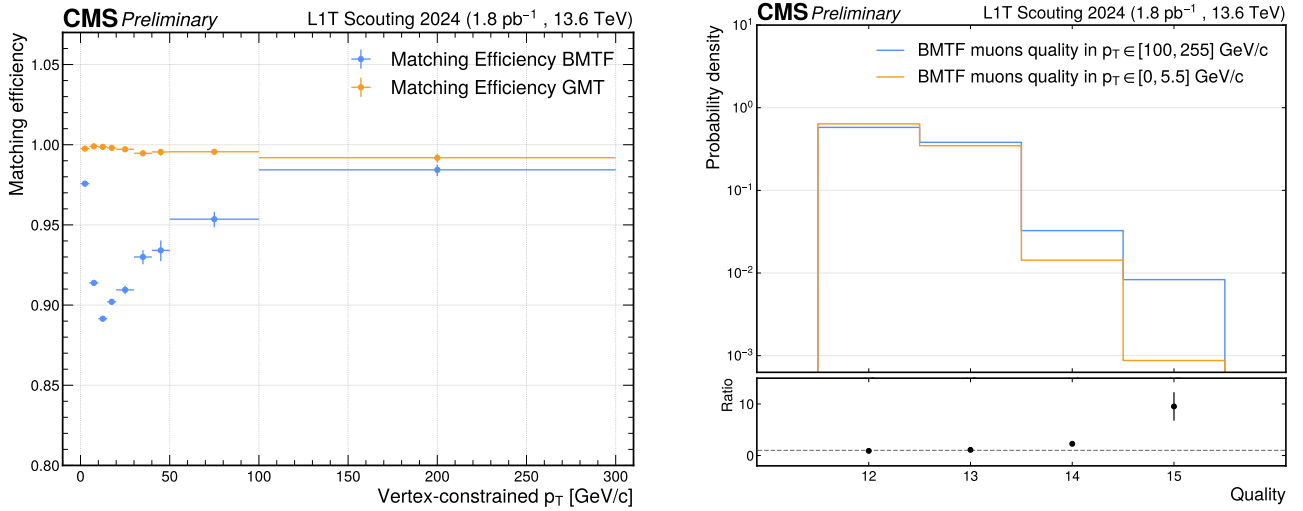 CMS Preliminary L1T Scouting 2024 (1.8 pb⁻¹ , 13.6 TeV)
Matching efficiency
Matching Efficiency BMTF
Matching Efficiency GMT
1.05
1.00
0.95
0.90
0.85
0.80
0 50 100 150 200 250 300
Vertex-constrained p_T [GeV/c]
CMS Preliminary L1T Scouting 2024 (1.8 pb⁻¹ , 13.6 TeV)
Probability density
BMTF muons quality in p_T ∈ [100, 255] GeV/c
BMTF muons quality in p_T ∈ [0, 5.5] GeV/c
10¹
10⁰
10⁻¹
10⁻²
10⁻³
Ratio
10
0
12 13 14 15
Quality